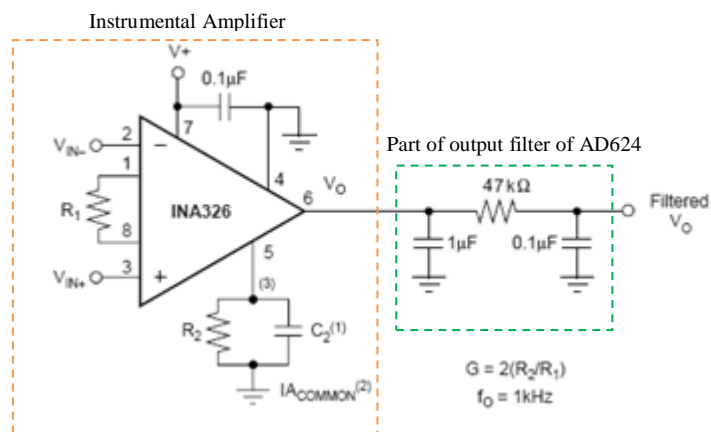 Instrumental Amplifier
V+
0.1µF
7
V_IN– 2 –
1
4
R_1
INA326
6
V_O
8
5
V_IN+ 3 +
(3)
R_2
C_2(1)
IA_COMMON(2)
Part of output filter of AD624
47kΩ
Filtered
V_O
1µF
0.1µF
G = 2(R_2/R_1)
f_O = 1kHz